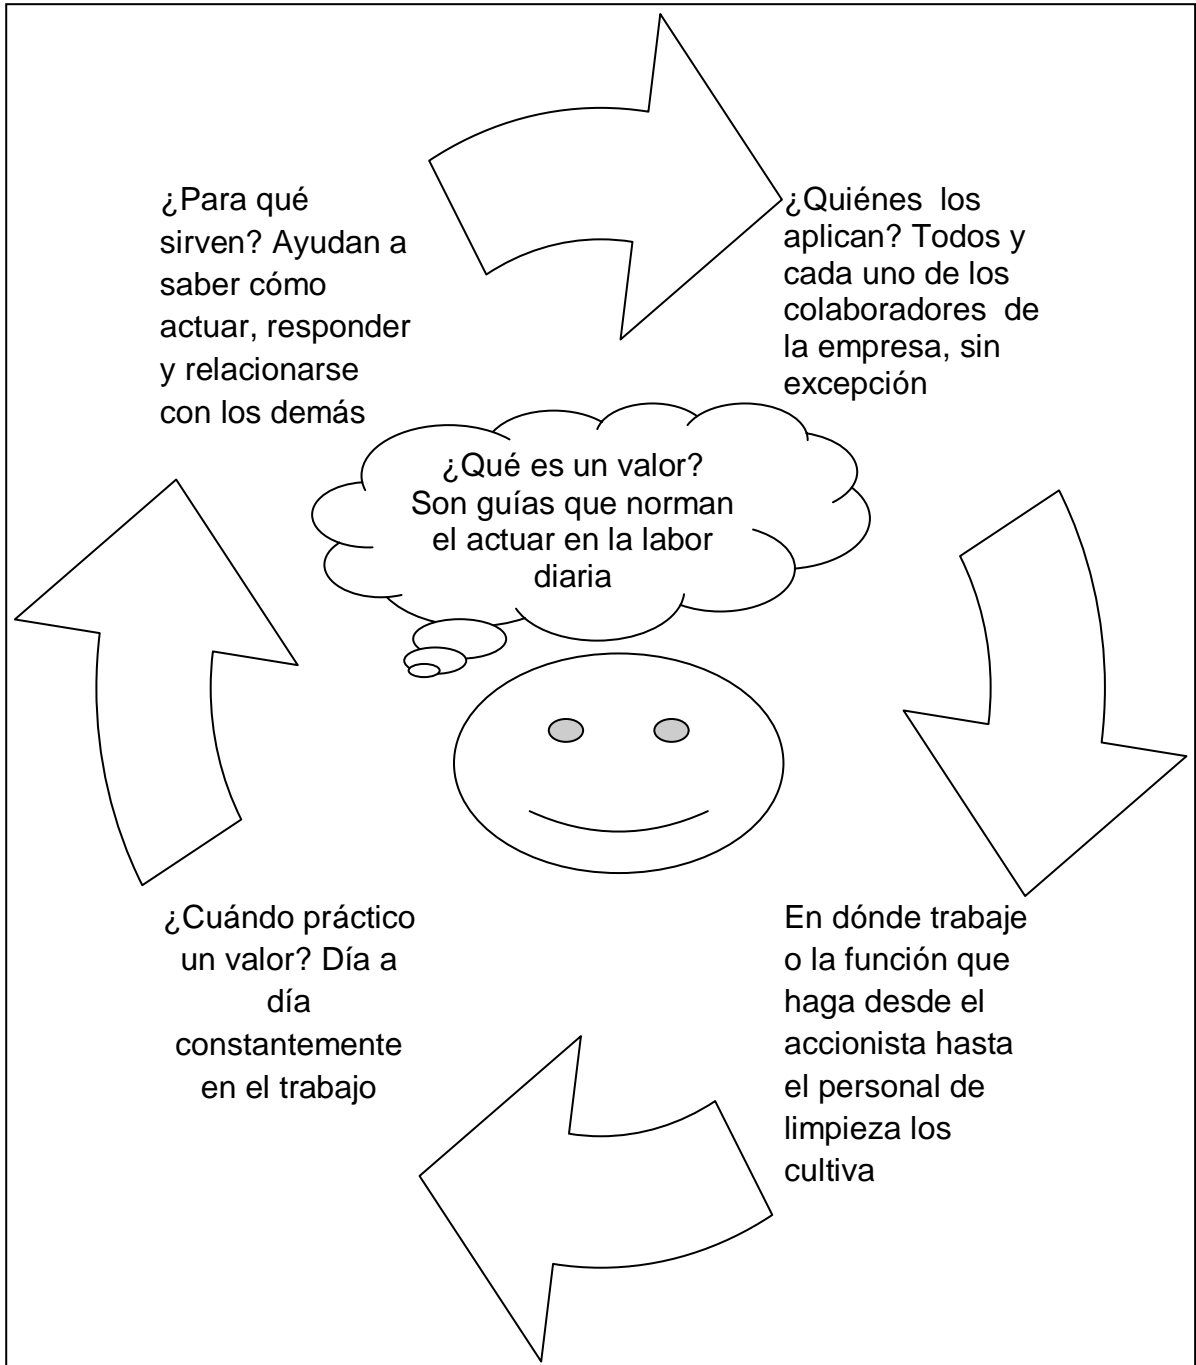 ¿Para qué
sirven? Ayudan a
saber cómo
actuar, responder
y relacionarse
con los demás
¿Quiénes los
aplican? Todos y
cada uno de los
colaboradores de
la empresa, sin
excepción
¿Qué es un valor?
Son guías que norman
el actuar en la labor
diaria
¿Cuándo práctico
un valor? Día a
día
constantemente
en el trabajo
En dónde trabaje
o la función que
haga desde el
accionista hasta
el personal de
limpieza los
cultiva